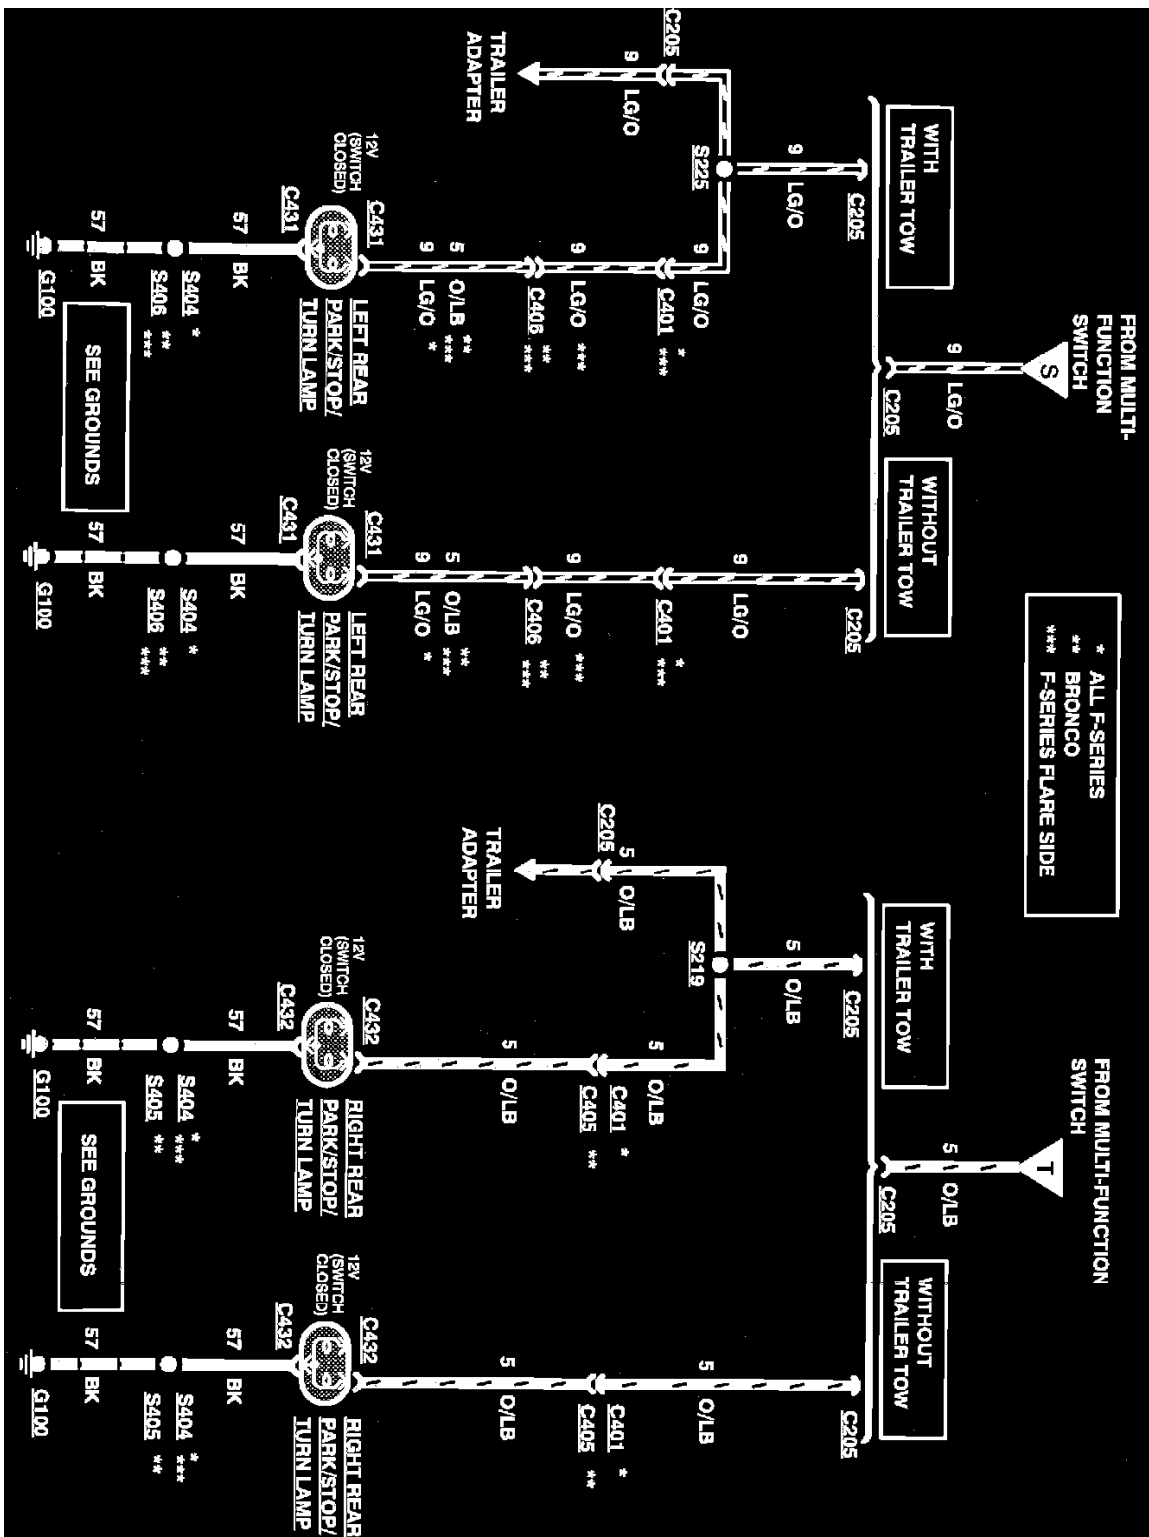 FROM MULTI-
FUNCTION
SWITCH
S
9 LG/O
C205
* ALL F-SERIES
** BRONCO
*** F-SERIES FLARE SIDE
FROM MULTI-FUNCTION
SWITCH
T
5 O/LB
C205
WITH
TRAILER TOW
WITHOUT
TRAILER TOW
WITH
TRAILER TOW
WITHOUT
TRAILER TOW
C205
9 LG/O
S225
C205
9 LG/O
TRAILER
ADAPTER
9 LG/O
C401 *
***
9 LG/O ***
C406 **
***
5 O/LB **
***
9 LG/O *
C431
12V
(SWITCH
CLOSED)
LEFT REAR
PARK/STOP/
TURN LAMP
C431
57 BK
S404 *
S406 **
***
57 BK
G100
C205
9 LG/O
C401 *
***
9 LG/O ***
C406 **
***
5 O/LB **
***
9 LG/O *
C431
12V
(SWITCH
CLOSED)
LEFT REAR
PARK/STOP/
TURN LAMP
C431
57 BK
S404 *
S406 **
***
57 BK
G100
SEE GROUNDS
C205
5 O/LB
S219
C205
5 O/LB
TRAILER
ADAPTER
5 O/LB
C401 *
C405 **
5 O/LB
C432
12V
(SWITCH
CLOSED)
RIGHT REAR
PARK/STOP/
TURN LAMP
C432
57 BK
S404 *
***
S405 **
57 BK
G100
C205
5 O/LB
C401 *
C405 **
5 O/LB
C432
12V
(SWITCH
CLOSED)
RIGHT REAR
PARK/STOP/
TURN LAMP
C432
57 BK
S404 *
***
S405 **
57 BK
G100
SEE GROUNDS